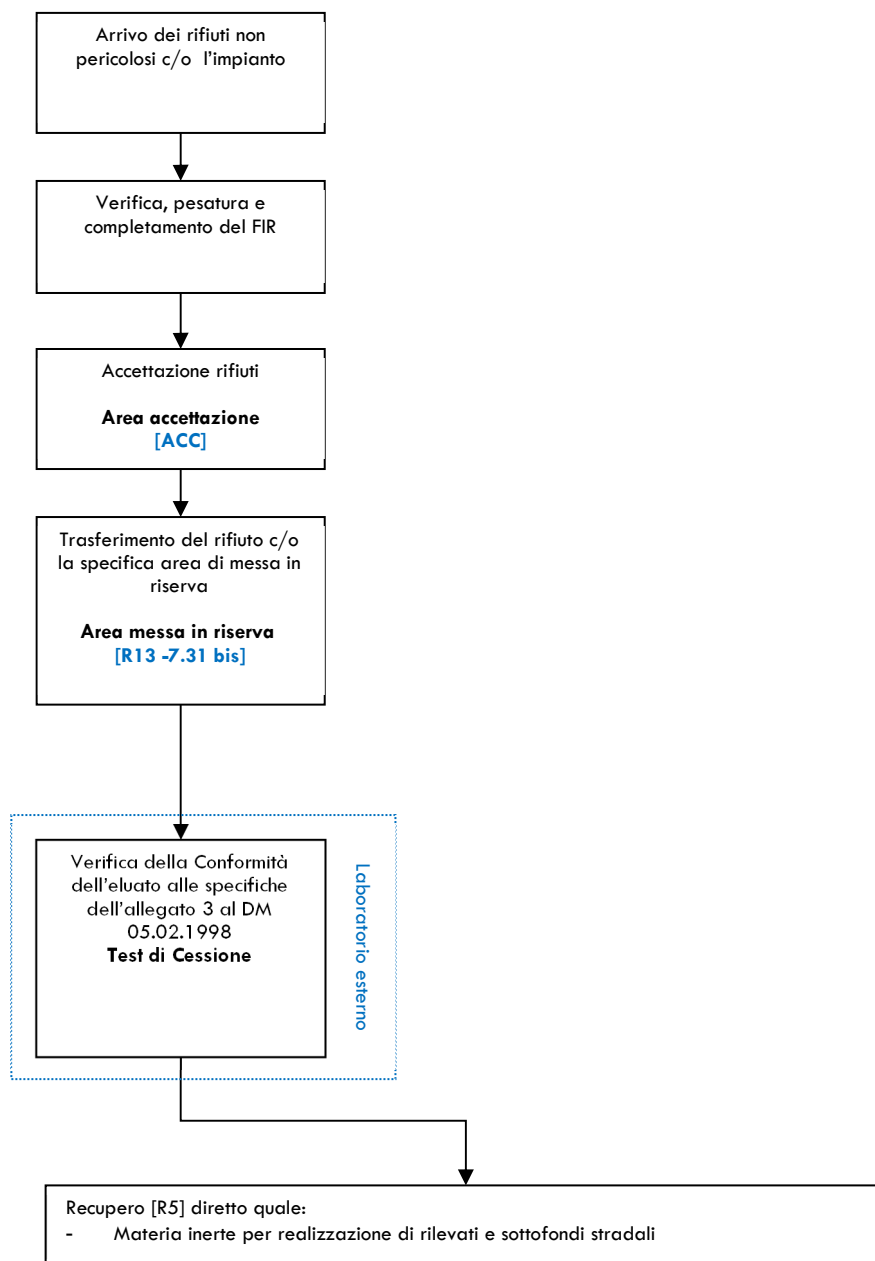 Arrivo dei rifiuti non
pericolosi c/o l'impianto
Verifica, pesatura e
completamento del FIR
Accettazione rifiuti
Area accettazione
[ACC]
Trasferimento del rifiuto c/o
la specifica area di messa in
riserva
Area messa in riserva
[R13 -7.31 bis]
Verifica della Conformità
dell'eluato alle specifiche
dell'allegato 3 al DM
05.02.1998
Test di Cessione
Laboratorio esterno
Recupero [R5] diretto quale:
- Materia inerte per realizzazione di rilevati e sottofondi stradali